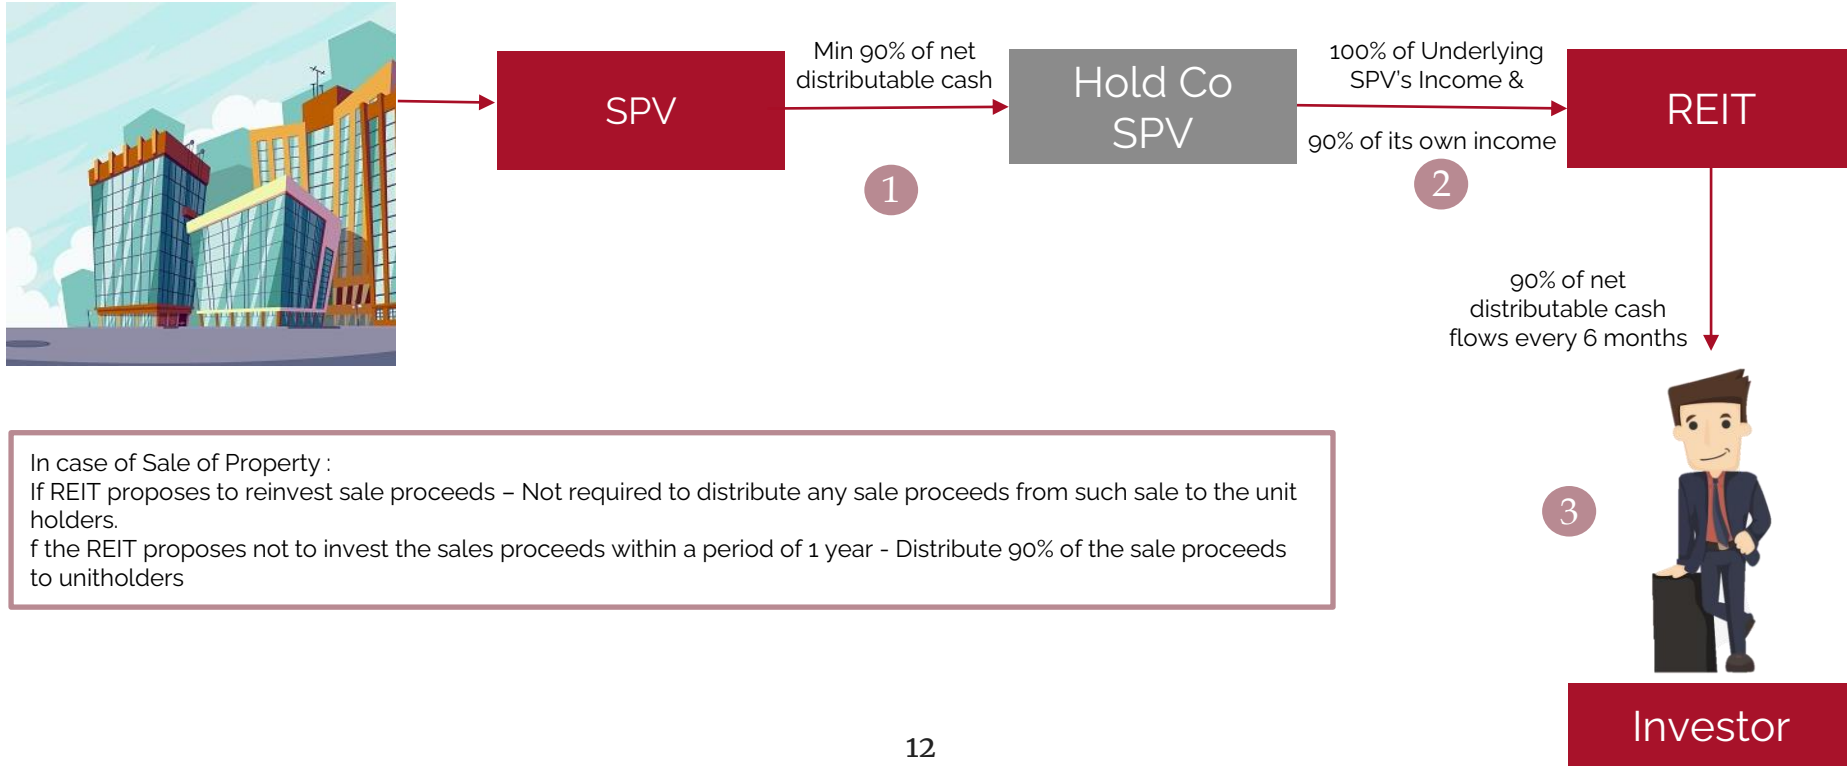 Min 90% of net
distributable cash
100% of Underlying
SPV's Income &
SPV
Hold Co
SPV
REIT
90% of its own income
1
2
90% of net
distributable cash
flows every 6 months
In case of Sale of Property :
If REIT proposes to reinvest sale proceeds – Not required to distribute any sale proceeds from such sale to the unit
holders.
f the REIT proposes not to invest the sales proceeds within a period of 1 year - Distribute 90% of the sale proceeds
to unitholders
3
Investor
12